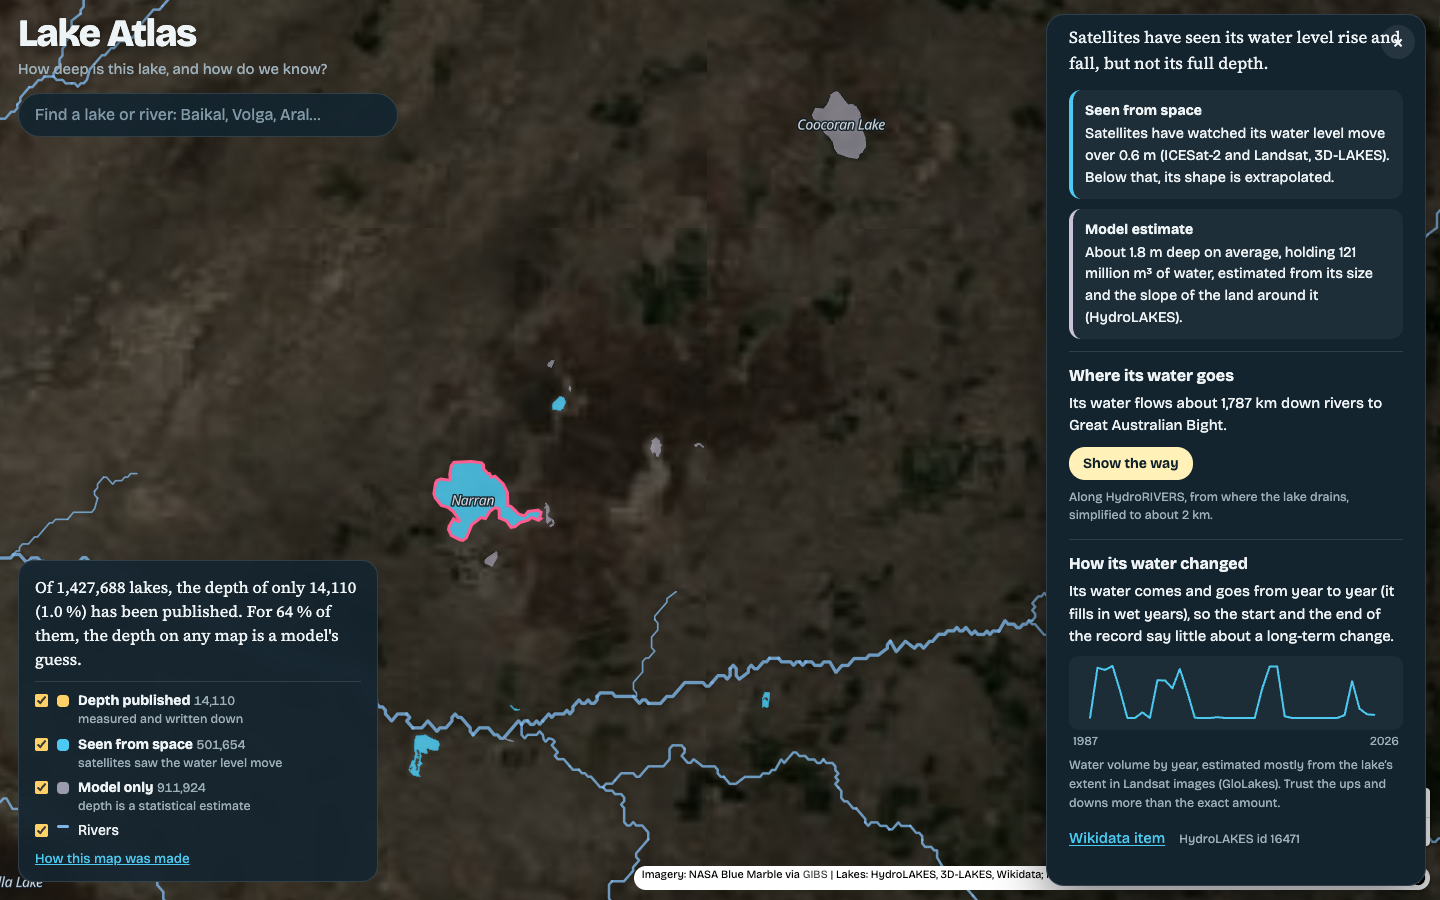 Lake Atlas
How deep is this lake, and how do we know?
Find a lake or river: Baikal, Volga, Aral...
Coocoran Lake
Narran
Of 1,427,688 lakes, the depth of only 14,110
(1.0 %) has been published. For 64 % of
them, the depth on any map is a model's
guess.
Depth published 14,110
measured and written down
Seen from space 501,654
satellites saw the water level move
Model only 911,924
depth is a statistical estimate
Rivers
How this map was made
lla Lake
Imagery: NASA Blue Marble via GIBS | Lakes: HydroLAKES, 3D-LAKES, Wikidata;
Satellites have seen its water level rise and
fall, but not its full depth.
×
Seen from space
Satellites have watched its water level move
over 0.6 m (ICESat-2 and Landsat, 3D-LAKES).
Below that, its shape is extrapolated.
Model estimate
About 1.8 m deep on average, holding 121
million m³ of water, estimated from its size
and the slope of the land around it
(HydroLAKES).
Where its water goes
Its water flows about 1,787 km down rivers to
Great Australian Bight.
Show the way
Along HydroRIVERS, from where the lake drains,
simplified to about 2 km.
How its water changed
Its water comes and goes from year to year (it
fills in wet years), so the start and the end of
the record say little about a long-term change.
1987 2026
Water volume by year, estimated mostly from the lake's
extent in Landsat images (GloLakes). Trust the ups and
downs more than the exact amount.
Wikidata item HydroLAKES id 16471